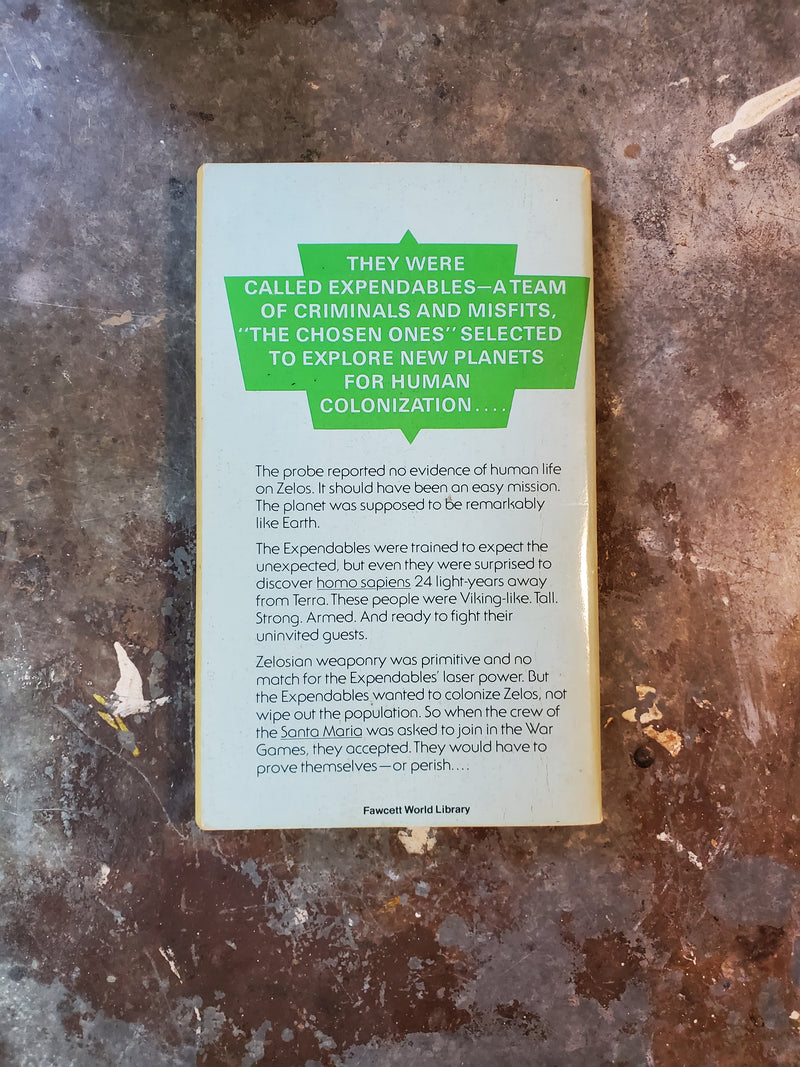 THEY WERE
CALLED EXPENDABLES—A TEAM
OF CRIMINALS AND MISFITS,
"THE CHOSEN ONES" SELECTED
TO EXPLORE NEW PLANETS
FOR HUMAN
COLONIZATION....
The probe reported no evidence of human life
on Zelos. It should have been an easy mission.
The planet was supposed to be remarkably
like Earth.
The Expendables were trained to expect the
unexpected, but even they were surprised to
discover homo sapiens 24 light-years away
from Terra. These people were Viking-like. Tall.
Strong. Armed. And ready to fight their
uninvited guests.
Zelosian weaponry was primitive and no
match for the Expendables' laser power. But
the Expendables wanted to colonize Zelos, not
wipe out the population. So when the crew of
the Santa Maria was asked to join in the War
Games, they accepted. They would have to
prove themselves—or perish....
Fawcett World Library